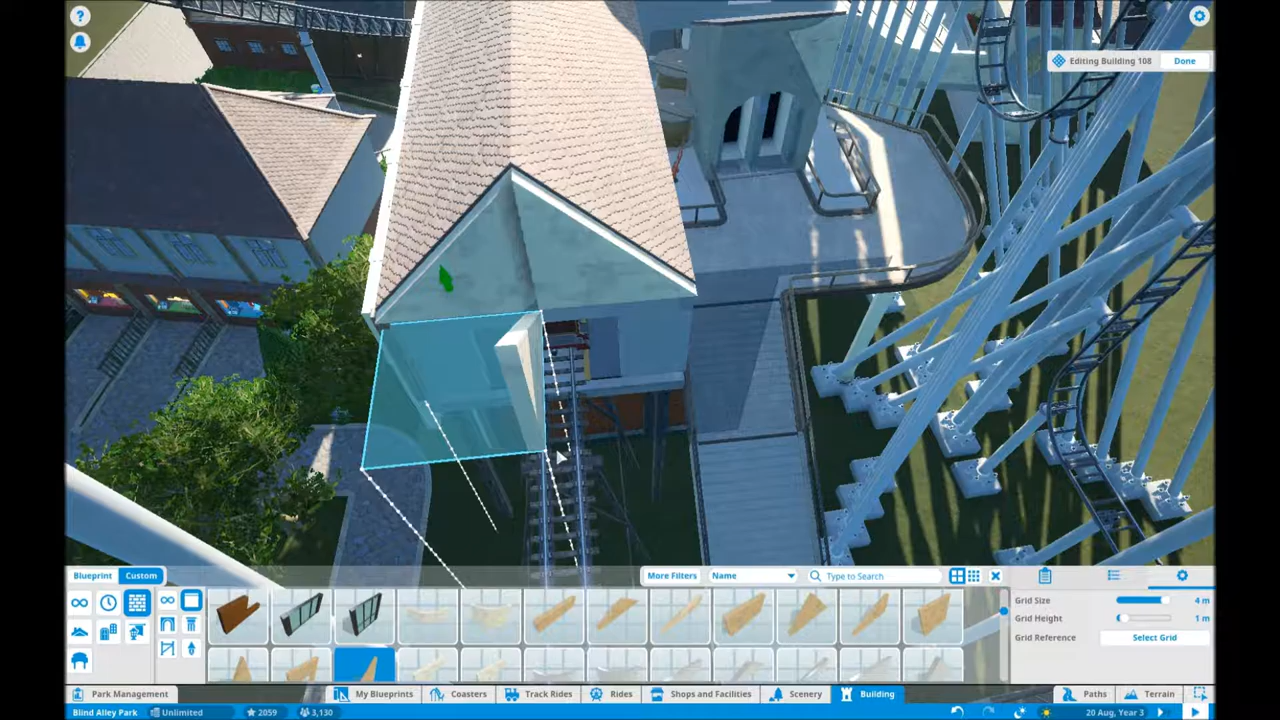 ?
Editing Building 108 Done
Blueprint Custom
More Filters Name Type to Search
Grid Size 4 m
Grid Height 1 m
Grid Reference Select Grid
Park Management My Blueprints Coasters Track Rides Rides Shops and Facilities Scenery Building Paths Terrain
Blind Alley Park Unlimited 2059 3,130 20 Aug, Year 3